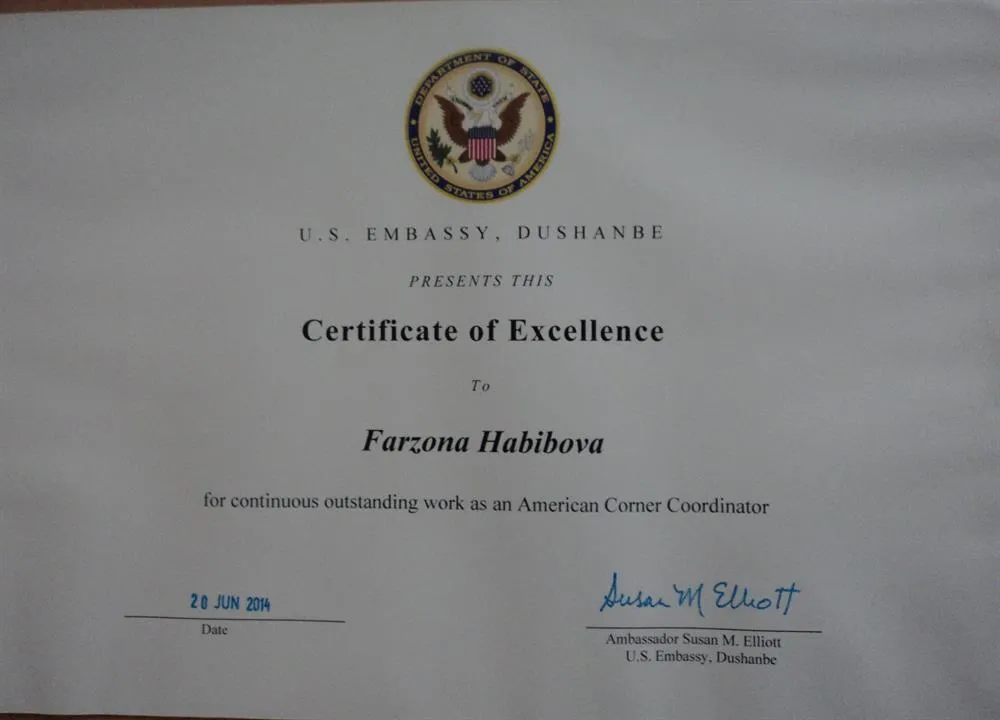 DEPARTMENT OF STATE
UNITED STATES OF AMERICA
U.S. EMBASSY, DUSHANBE
PRESENTS THIS
Certificate of Excellence
To
Farzona Habibova
for continuous outstanding work as an American Corner Coordinator
20 JUN 2014
Date
Susan M Elliott
Ambassador Susan M. Elliott
U.S. Embassy, Dushanbe